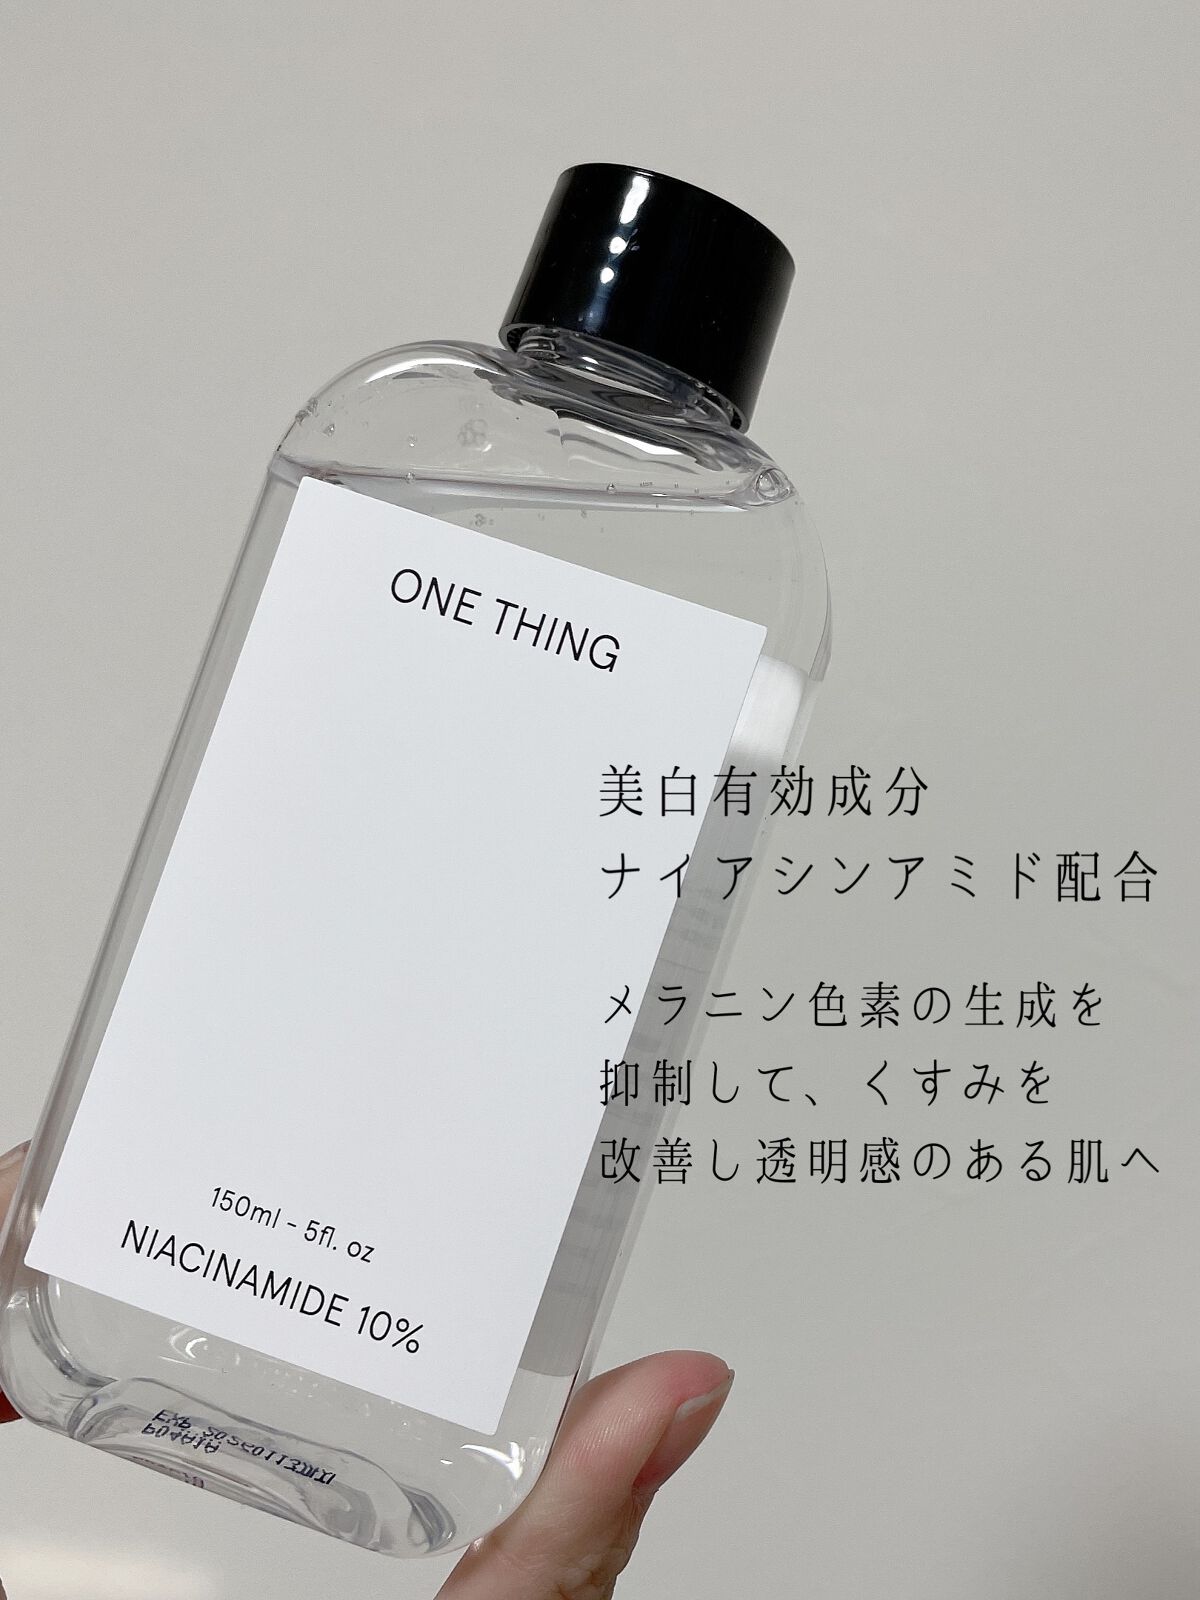 ONE THING
美白有効成分
ナイアシンアミド配合
メラニン色素の生成を
抑制して、くすみを
改善し透明感のある肌へ
150ml - 5fl. oz
NIACINAMIDE 10%